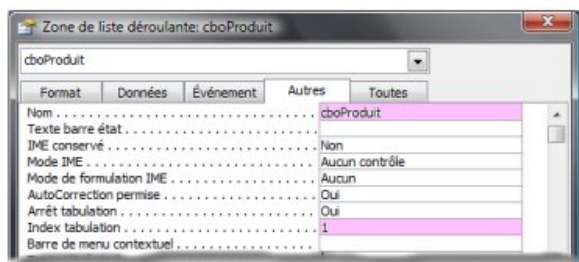 Zone de liste déroulante: cboProduit
cboProduit
Format Données Événement Autres Toutes
Nom cboProduit
Texte barre état
IME conservé Non
Mode IME Aucun contrôle
Mode de formulation IME Aucun
AutoCorrection permise Oui
Arrêt tabulation Oui
Index tabulation 1
Barre de menu contextuel